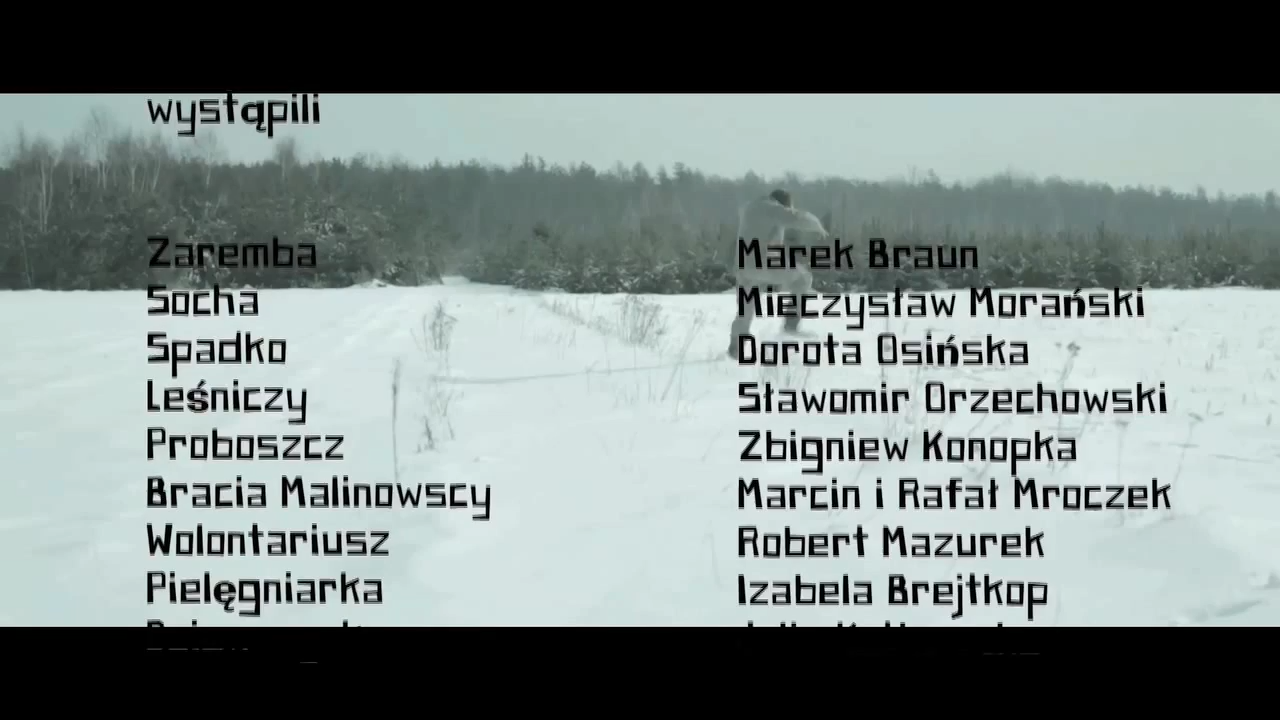 wystąpili
Zaremba Marek Braun
Socha Mieczysław Morański
Spadko Dorota Osińska
Leśniczy Sławomir Orzechowski
Proboszcz Zbigniew Konopka
Bracia Malinowscy Marcin i Rafał Mroczek
Wolontariusz Robert Mazurek
Pielęgniarka Izabela Brejtkop